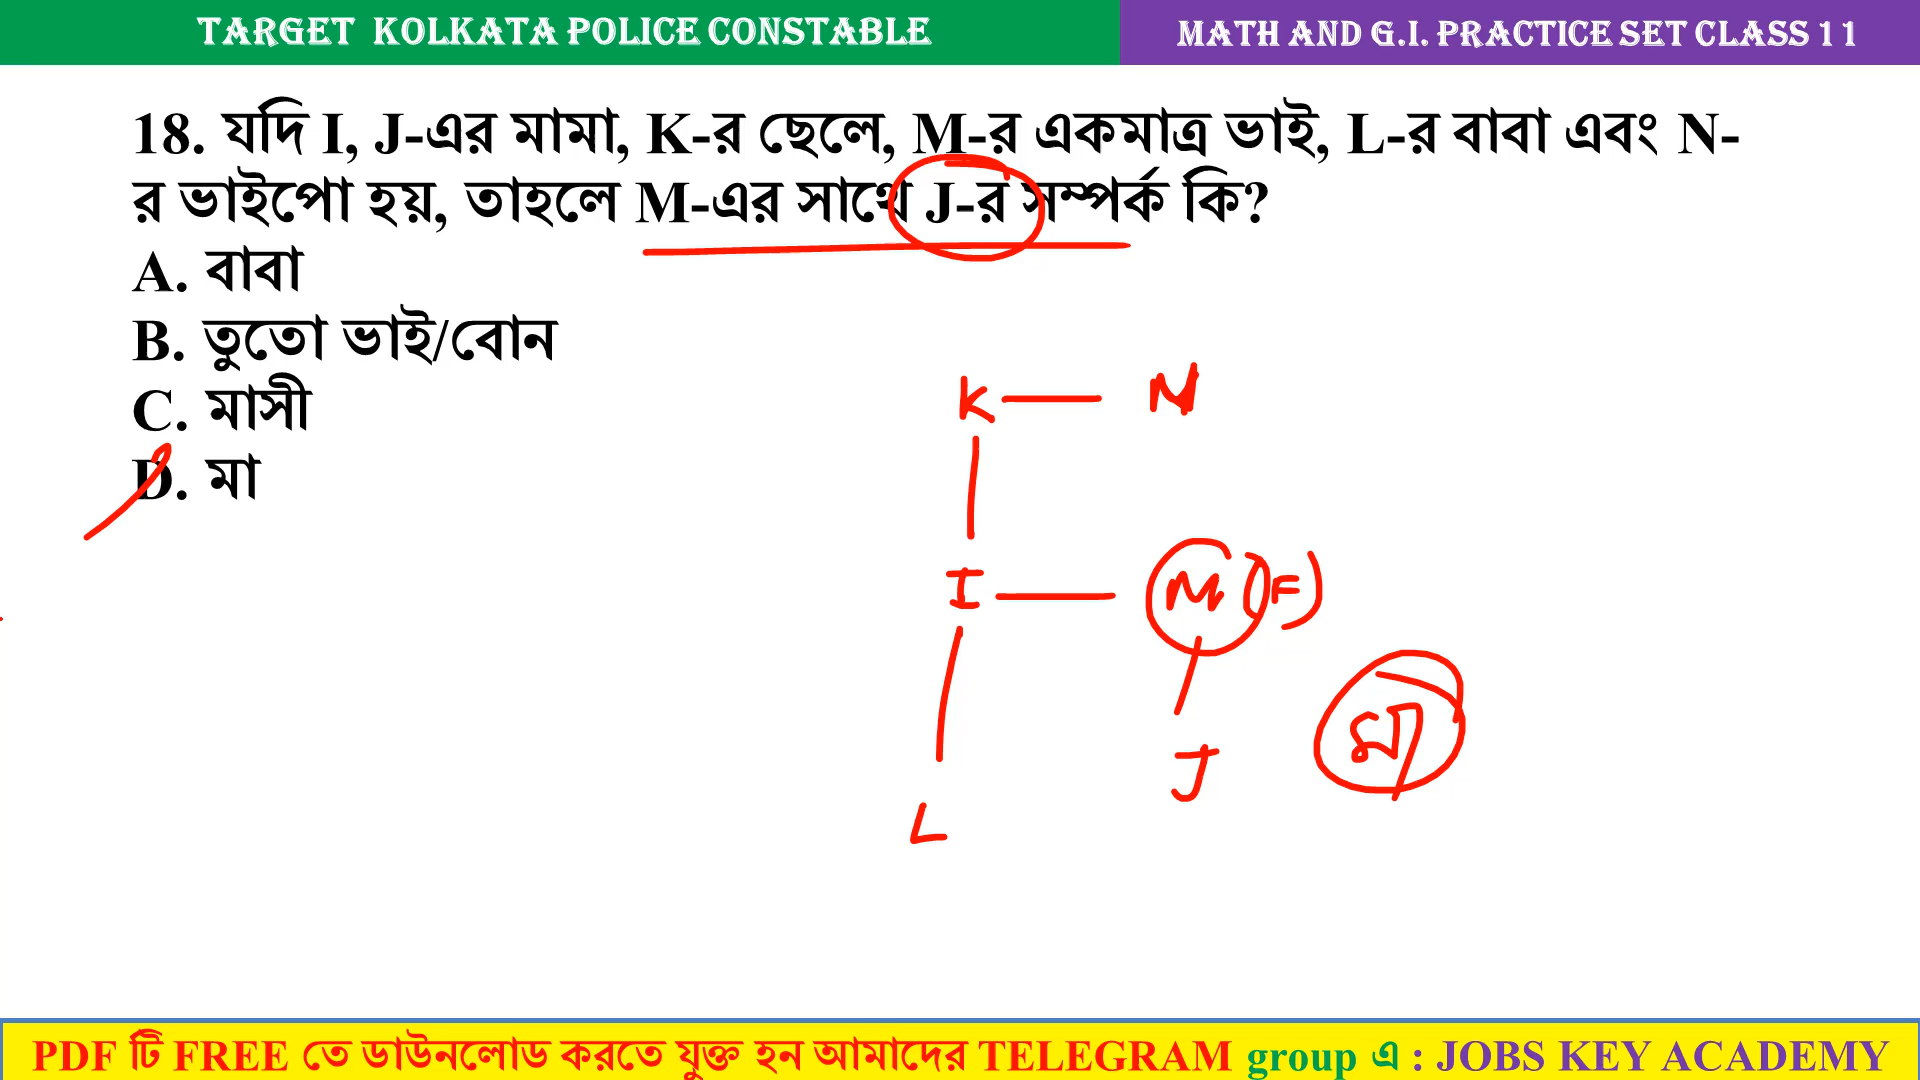 TARGET KOLKATA POLICE CONSTABLE
MATH AND G.I. PRACTICE SET CLASS 11
18. যদি I, J-এর মামা, K-র ছেলে, M-র একমাত্র ভাই, L-র বাবা এবং N-
র ভাইপো হয়, তাহলে M-এর সাথে J-র সম্পর্ক কি?
A. বাবা
B. তুতো ভাই/বোন
C. মাসী
D. মা
K — N
I — M (F)
মা
J
L
PDF টি FREE তে ডাউনলোড করতে যুক্ত হন আমাদের TELEGRAM group এ : JOBS KEY ACADEMY